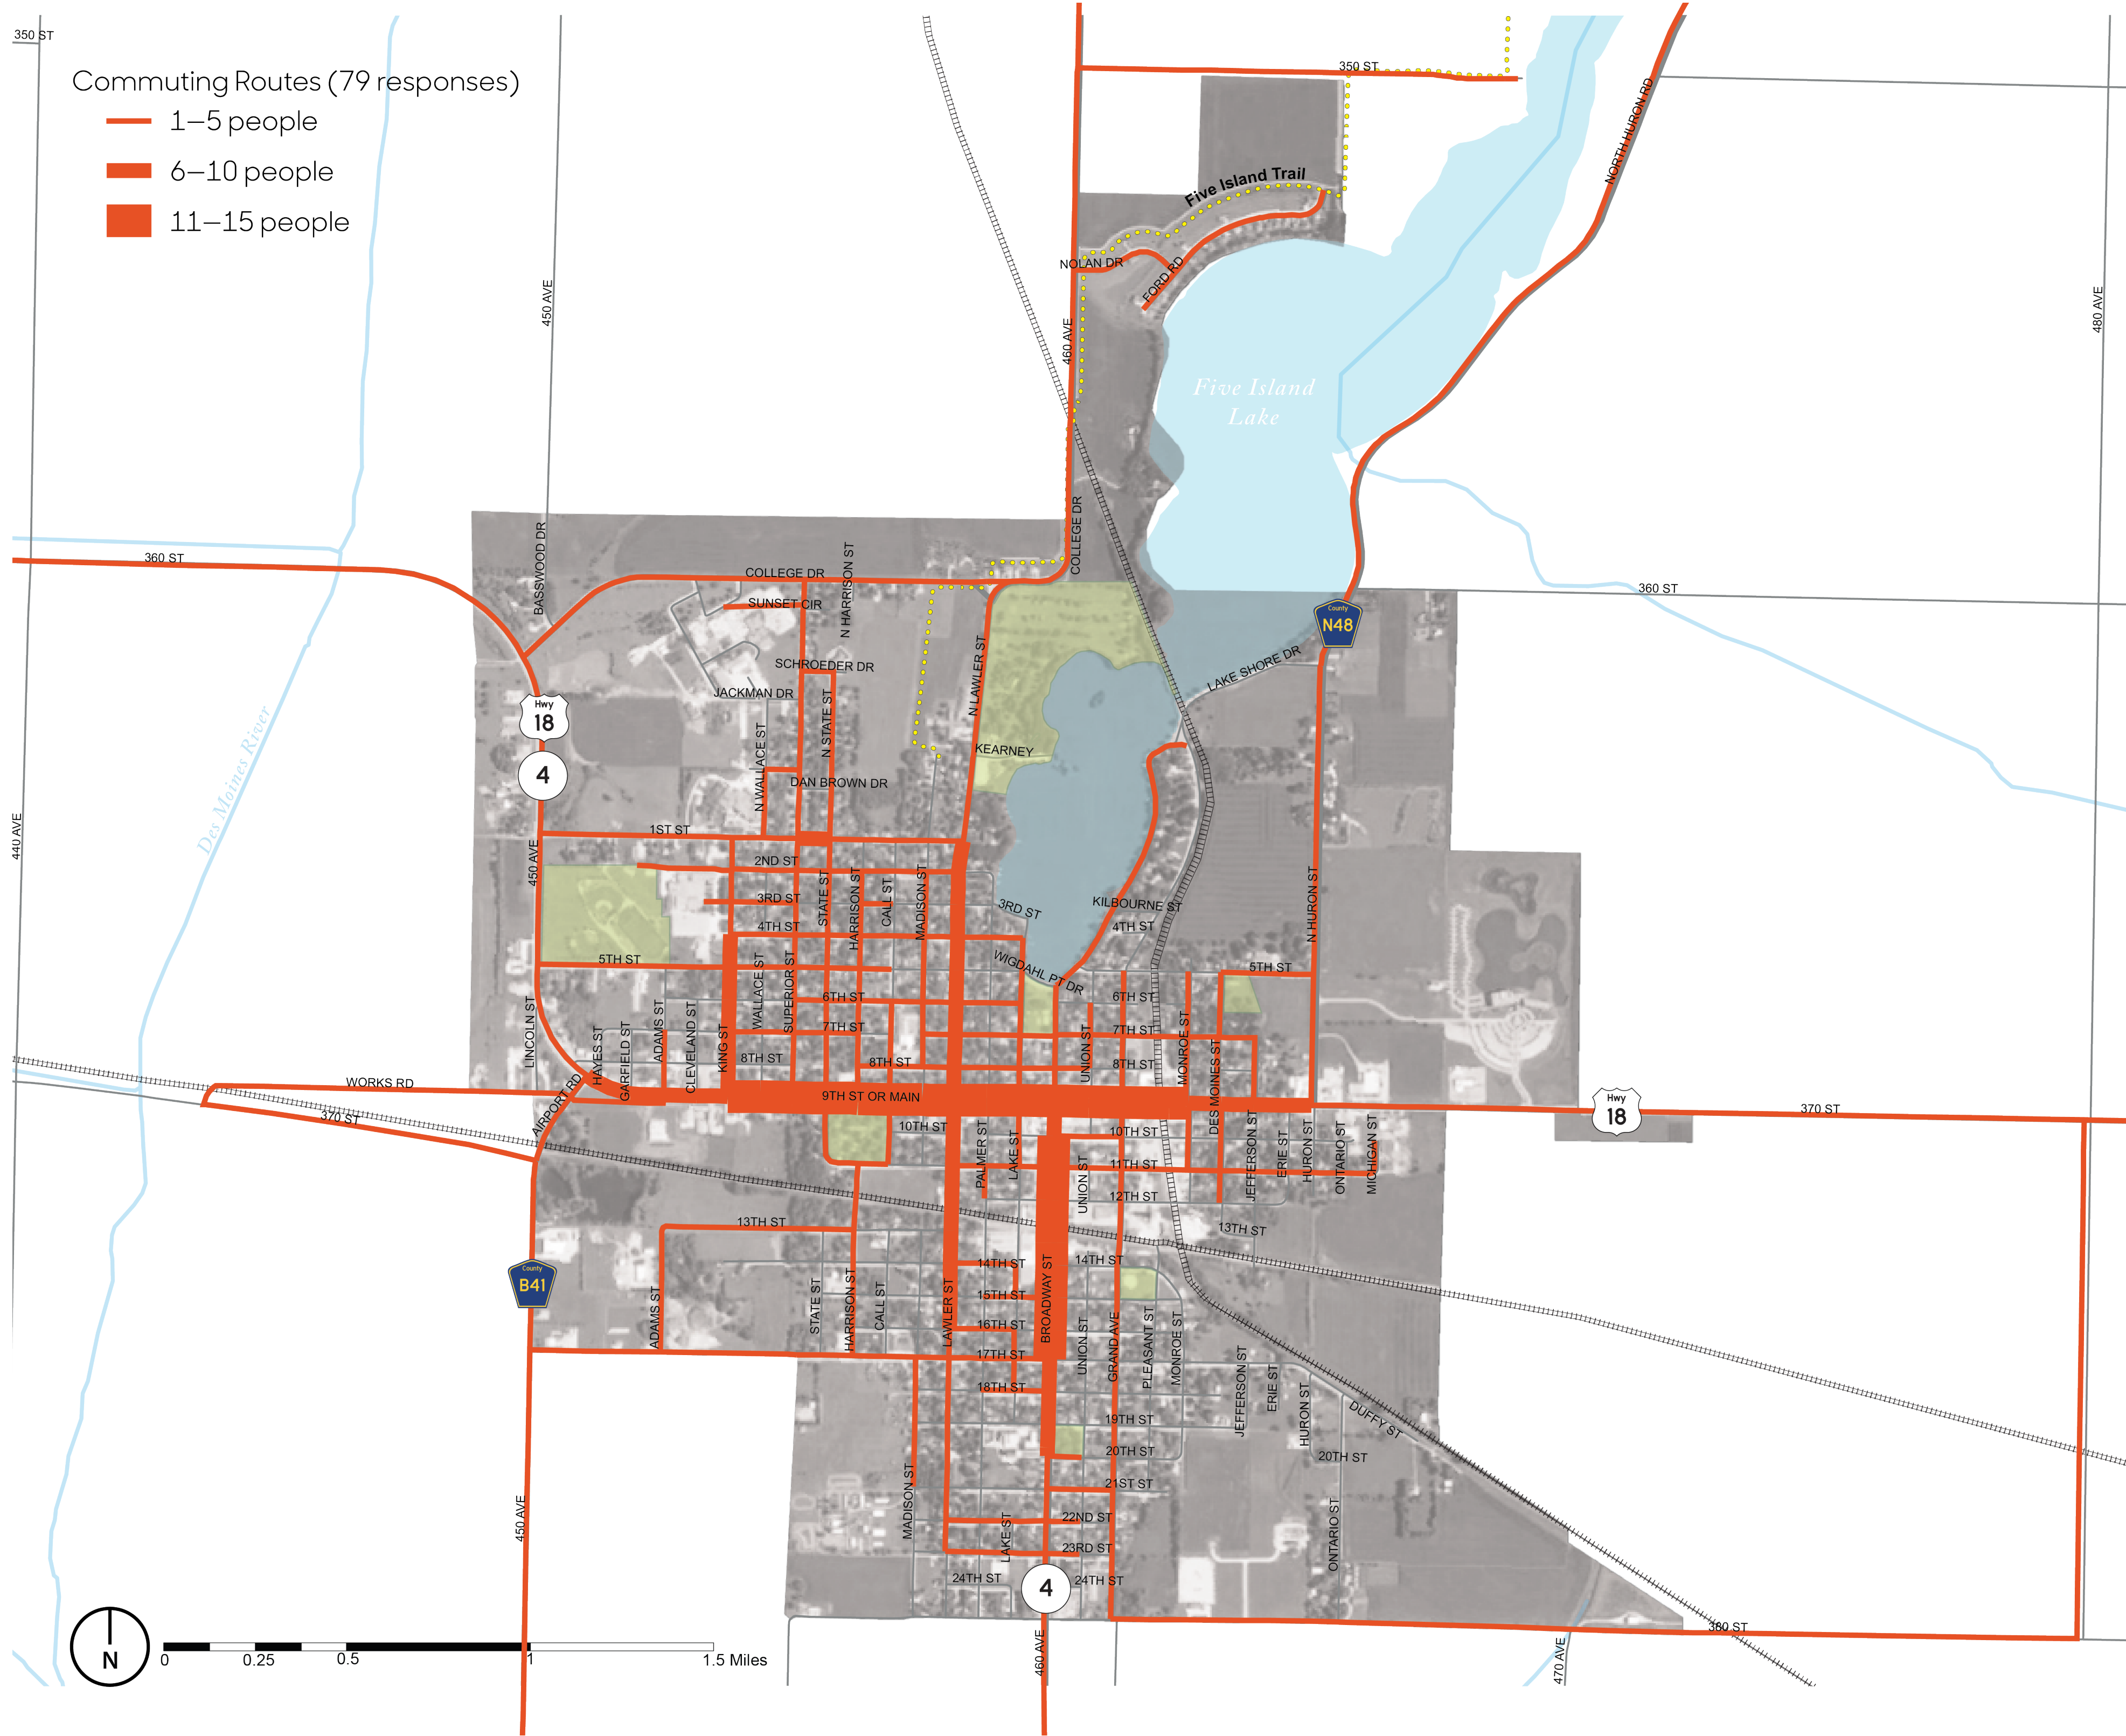 350 ST
Commuting Routes (79 responses)
1–5 people
6–10 people
11–15 people
350 ST
NORTH HURON RD
Five Island Trail
NOLAN DR
FORD RD
450 AVE
460 AVE
480 AVE
Five Island
Lake
360 ST
BASSWOOD DR
COLLEGE DR
COLLEGE DR
N HARRISON ST
SUNSET CIR
360 ST
County
N48
SCHROEDER DR
N LAWLER ST
LAKE SHORE DR
JACKMAN DR
Hwy
18
4
Des Moines River
N STATE ST
N WALLACE ST
KEARNEY
DAN BROWN DR
440 AVE
450 AVE
1ST ST
2ND ST
3RD ST
STATE ST
HARRISON ST
CALL ST
MADISON ST
3RD ST
KILBOURNE ST
4TH ST
4TH ST
N HURON ST
5TH ST
WALLACE ST
SUPERIOR ST
WIGDAHL PT DR
5TH ST
6TH ST
6TH ST
LINCOLN ST
HAYES ST
GARFIELD ST
ADAMS ST
CLEVELAND ST
KING ST
7TH ST
7TH ST
8TH ST
8TH ST
8TH ST
UNION ST
MONROE ST
DES MOINES ST
WORKS RD
370 ST
AIRPORT RD
9TH ST OR MAIN
Hwy
18
370 ST
10TH ST
PALMER ST
LAKE ST
10TH ST
11TH ST
UNION ST
12TH ST
JEFFERSON ST
ERIE ST
HURON ST
ONTARIO ST
MICHIGAN ST
13TH ST
13TH ST
County
B41
ADAMS ST
STATE ST
HARRISON ST
CALL ST
LAWLER ST
14TH ST
14TH ST
15TH ST
16TH ST
17TH ST
18TH ST
BROADWAY ST
UNION ST
GRAND AVE
PLEASANT ST
MONROE ST
JEFFERSON ST
ERIE ST
HURON ST
DUFFY ST
19TH ST
20TH ST
20TH ST
21ST ST
MADISON ST
450 AVE
LAKE ST
22ND ST
23RD ST
ONTARIO ST
24TH ST
24TH ST
4
460 AVE
470 AVE
380 ST
N
0
0.25
0.5
1
1.5 Miles